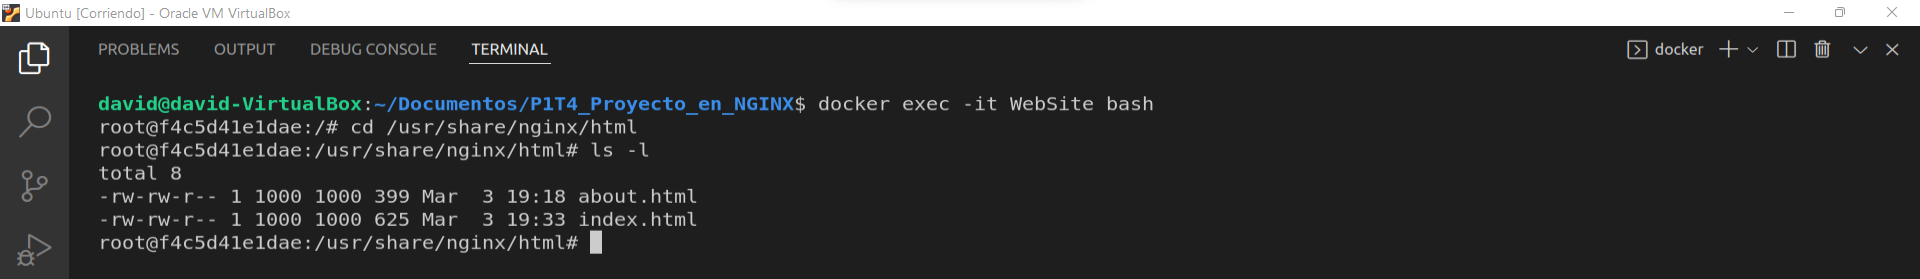 Ubuntu [Corriendo] - Oracle VM VirtualBox
PROBLEMS OUTPUT DEBUG CONSOLE TERMINAL docker
david@david-VirtualBox:~/Documentos/P1T4_Proyecto_en_NGINX$ docker exec -it WebSite bash
root@f4c5d41e1dae:/# cd /usr/share/nginx/html
root@f4c5d41e1dae:/usr/share/nginx/html# ls -l
total 8
-rw-rw-r-- 1 1000 1000 399 Mar  3 19:18 about.html
-rw-rw-r-- 1 1000 1000 625 Mar  3 19:33 index.html
root@f4c5d41e1dae:/usr/share/nginx/html#